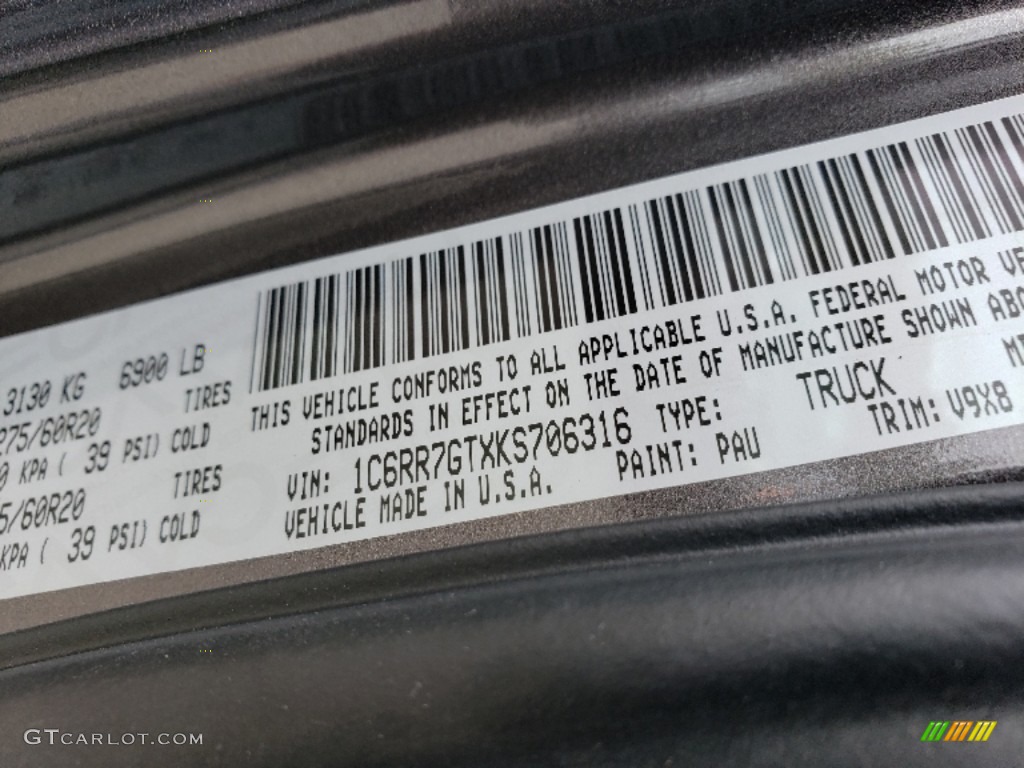 3130 KG 6900 LB
275/60R20 TIRES
0 KPA ( 39 PSI) COLD
5/60R20 TIRES
KPA ( 39 PSI) COLD
THIS VEHICLE CONFORMS TO ALL APPLICABLE U.S.A. FEDERAL MOTOR VE
STANDARDS IN EFFECT ON THE DATE OF MANUFACTURE SHOWN ABO
VIN: 1C6RR7GTXKS706316 TYPE: TRUCK
VEHICLE MADE IN U.S.A. PAINT: PAU TRIM: V9X8
GTCARLOT.COM